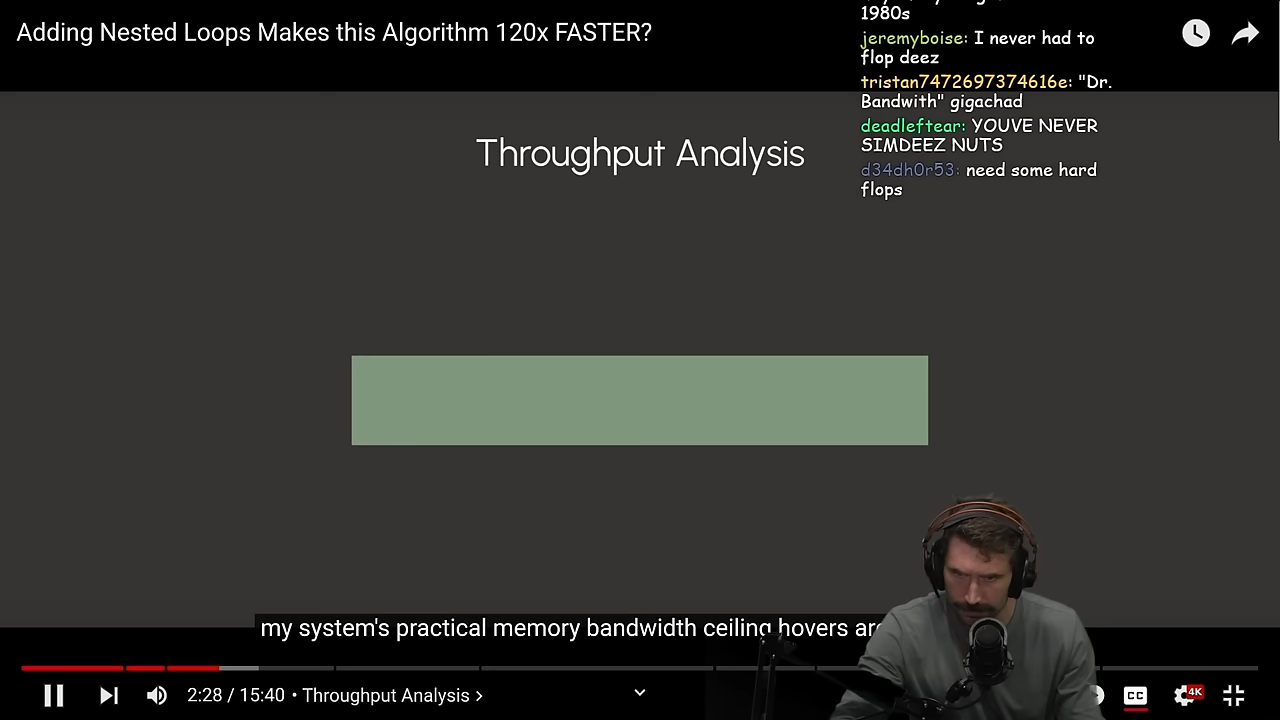 Adding Nested Loops Makes this Algorithm 120x FASTER?
1980s
jeremyboise: I never had to
flop deez
tristan7472697374616e: "Dr.
Bandwith" gigachad
deadleftear: YOUVE NEVER
SIMDEEZ NUTS
d34dh0r53: need some hard
flops
Throughput Analysis
my system's practical memory bandwidth ceiling hovers
2:28 / 15:40 • Throughput Analysis >
CC
4K